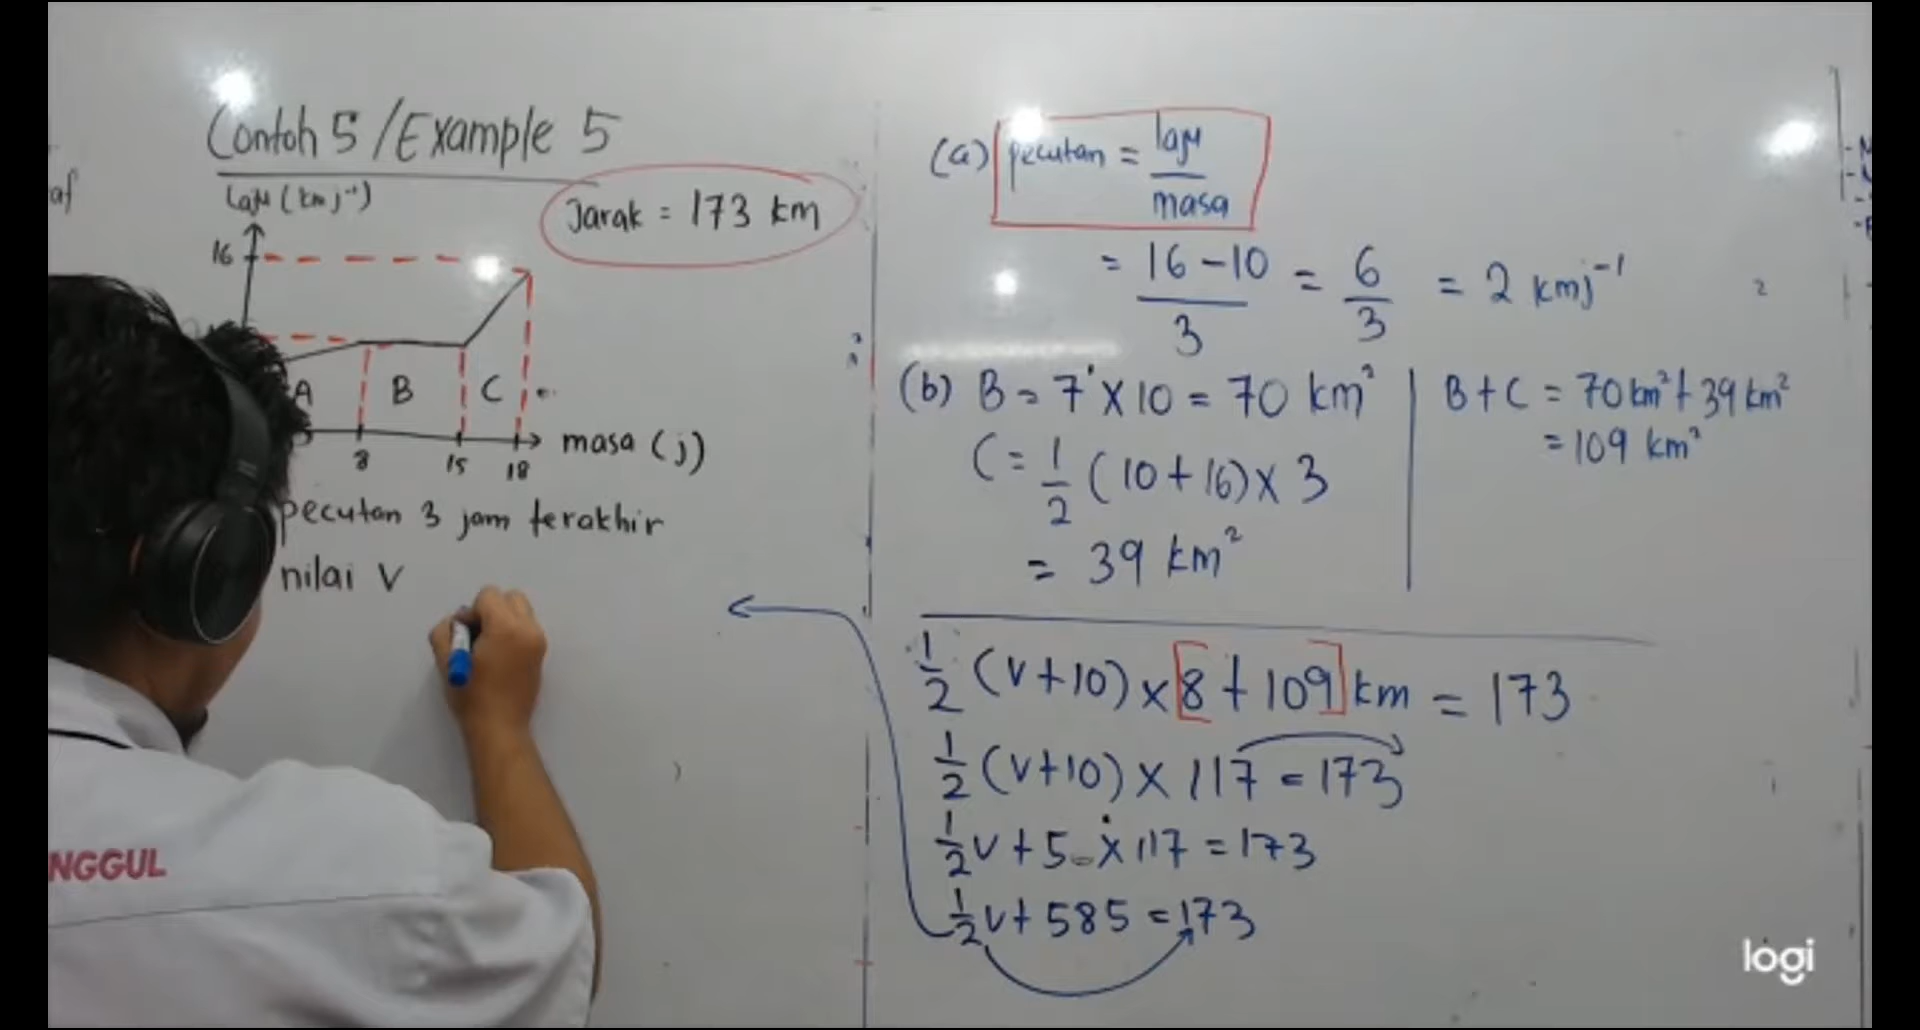 Contoh 5 / Example 5
af
Laju (km j⁻¹)
Jarak = 173 km
16
A
B
C
8
15
18
masa (j)
pecutan 3 jam terakhir
nilai V
NGGUL
(a) pecutan = laju / masa
= 16 - 10 / 3 = 6 / 3 = 2 kmj⁻¹
2
(b) B = 7 × 10 = 70 km²
C = 1/2 (10 + 16) × 3
= 39 km²
B + C = 70 km² + 39 km²
= 109 km²
1/2 (V + 10) × [8 + 109] km = 173
1/2 (V + 10) × 117 = 173
1/2 V + 5 × 117 = 173
1/2 V + 585 = 173
logi